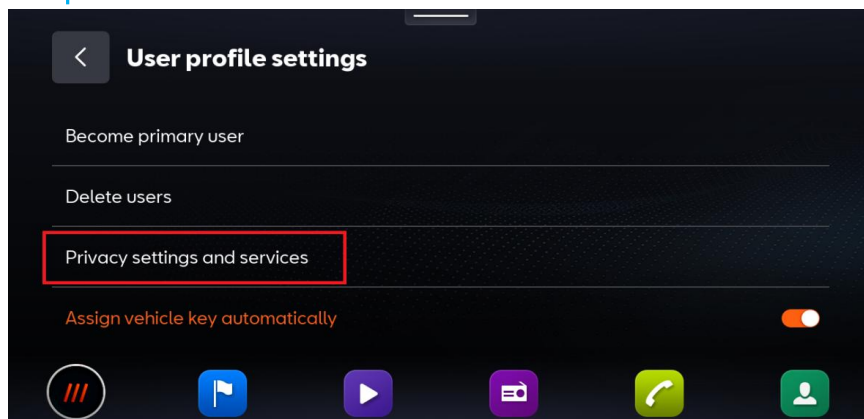 User profile settings
Become primary user
Delete users
Privacy settings and services
Assign vehicle key automatically